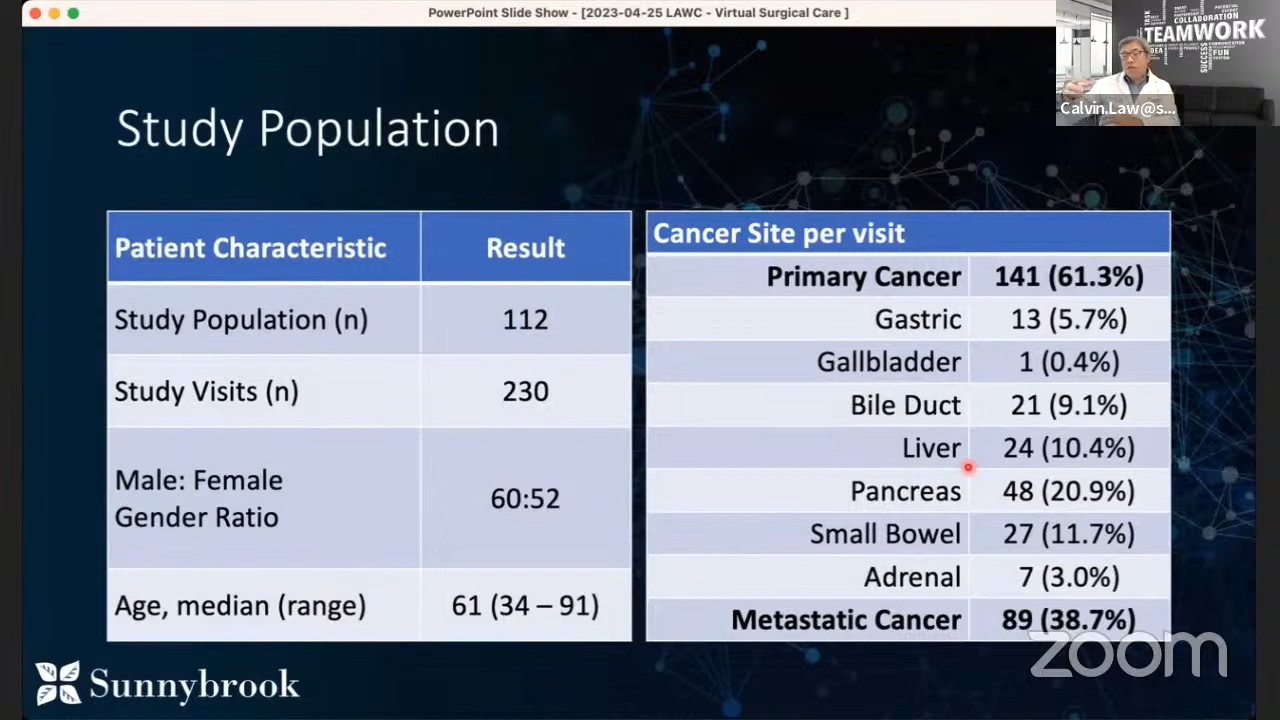 PowerPoint Slide Show - [2023-04-25 LAWC - Virtual Surgical Care ]
COLLABORATION
TEAMWORK
SUCCESS
FUN
Calvin.Law@s...
Study Population
Patient Characteristic Result
Study Population (n) 112
Study Visits (n) 230
Male: Female
Gender Ratio
60:52
Age, median (range) 61 (34 – 91)
Cancer Site per visit
Primary Cancer 141 (61.3%)
Gastric 13 (5.7%)
Gallbladder 1 (0.4%)
Bile Duct 21 (9.1%)
Liver 24 (10.4%)
Pancreas 48 (20.9%)
Small Bowel 27 (11.7%)
Adrenal 7 (3.0%)
Metastatic Cancer 89 (38.7%)
Sunnybrook
zoom